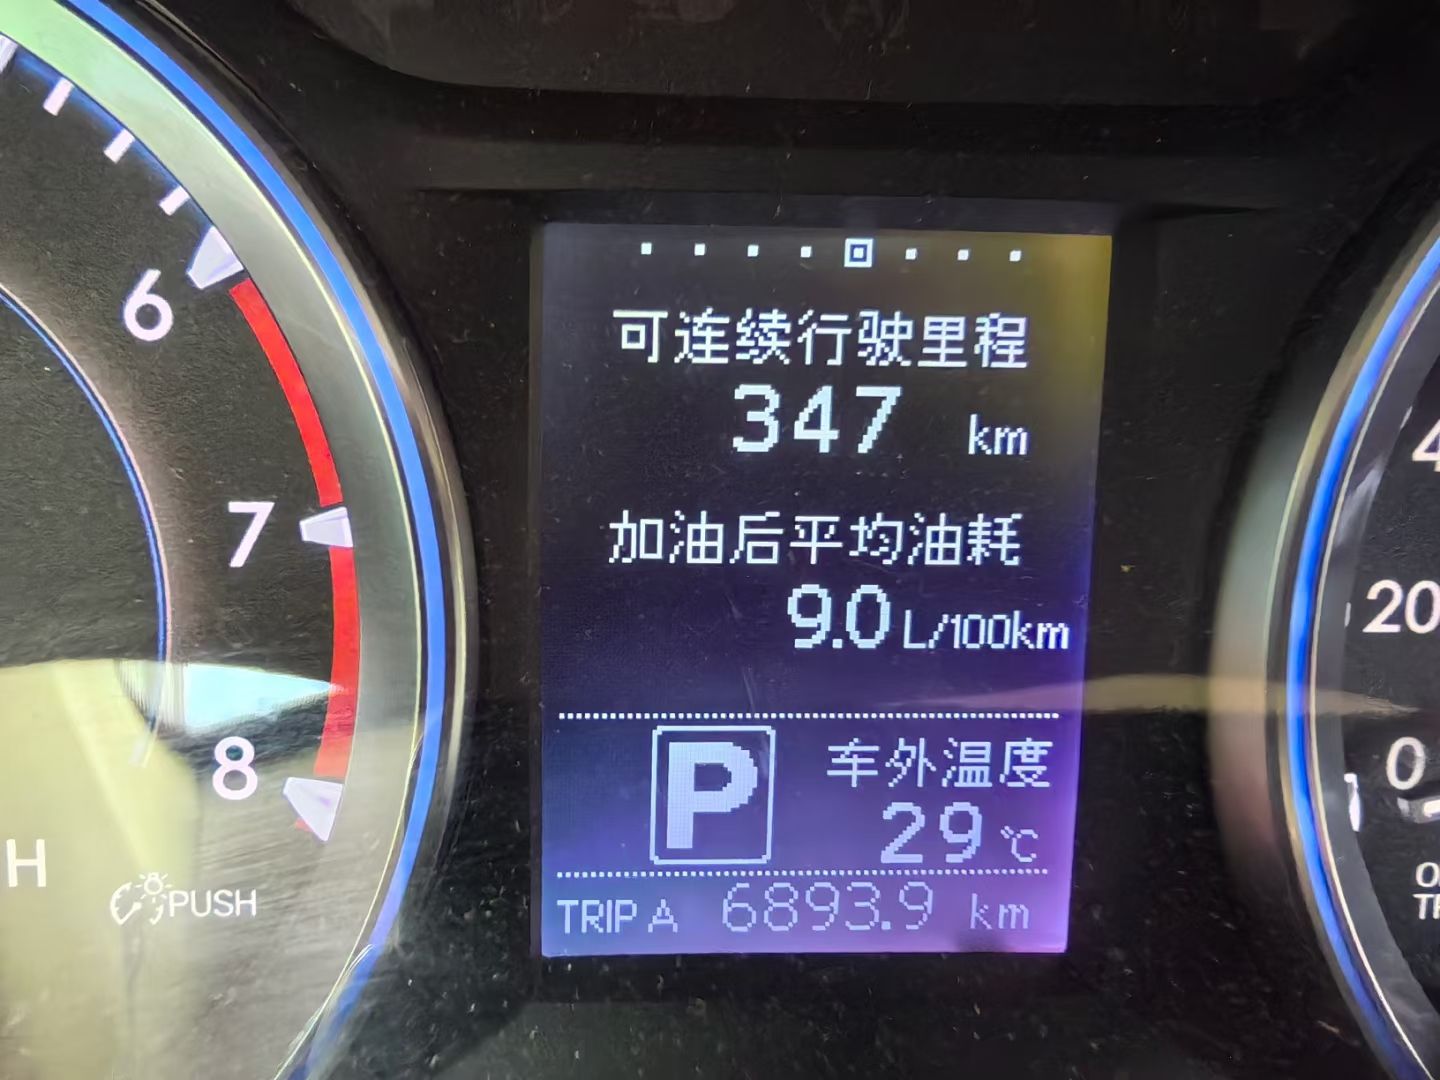 6
7
8
H
PUSH
可连续行驶里程
347 km
加油后平均油耗
9.0 L/100km
P
车外温度
29 ℃
TRIP A 6893.9 km
20
0